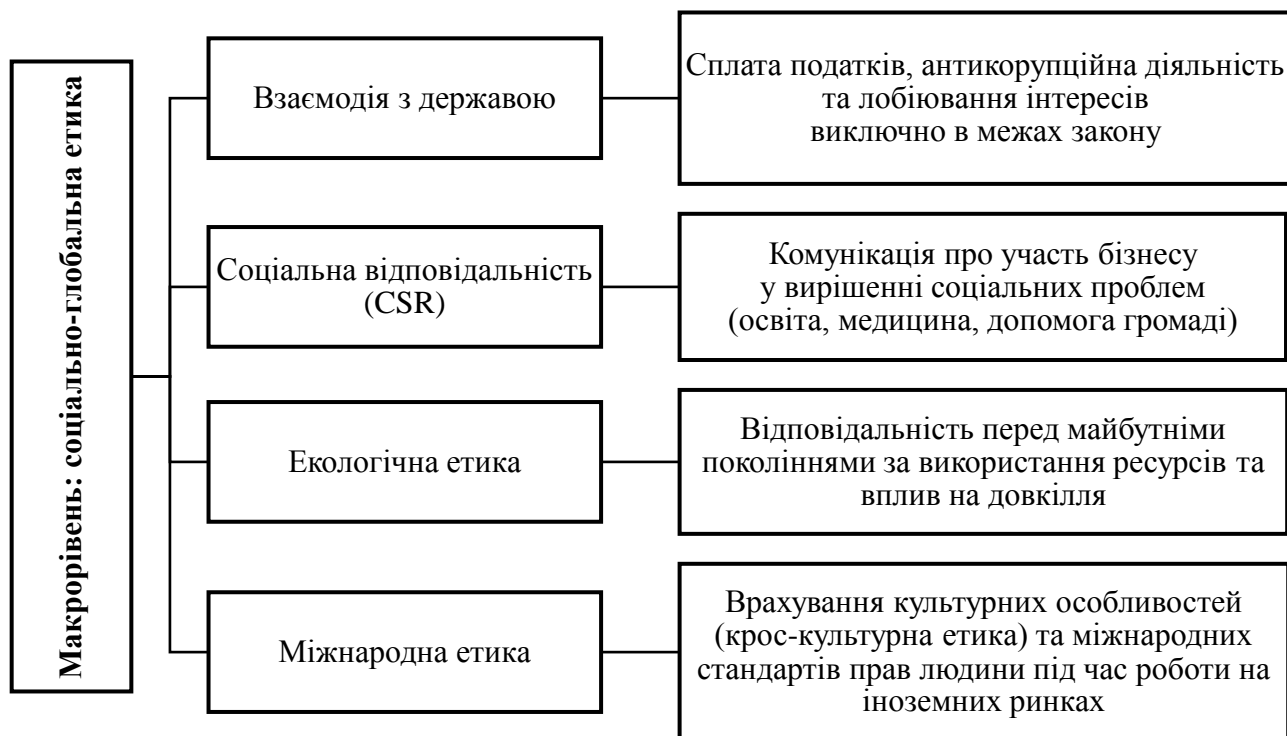 Макрорівень: соціально-глобальна етика
Взаємодія з державою
Сплата податків, антикорупційна діяльність
та лобіювання інтересів
виключно в межах закону
Соціальна відповідальність
(CSR)
Комунікація про участь бізнесу
у вирішенні соціальних проблем
(освіта, медицина, допомога громаді)
Екологічна етика
Відповідальність перед майбутніми
поколіннями за використання ресурсів та
вплив на довкілля
Міжнародна етика
Врахування культурних особливостей
(крос-культурна етика) та міжнародних
стандартів прав людини під час роботи на
іноземних ринках